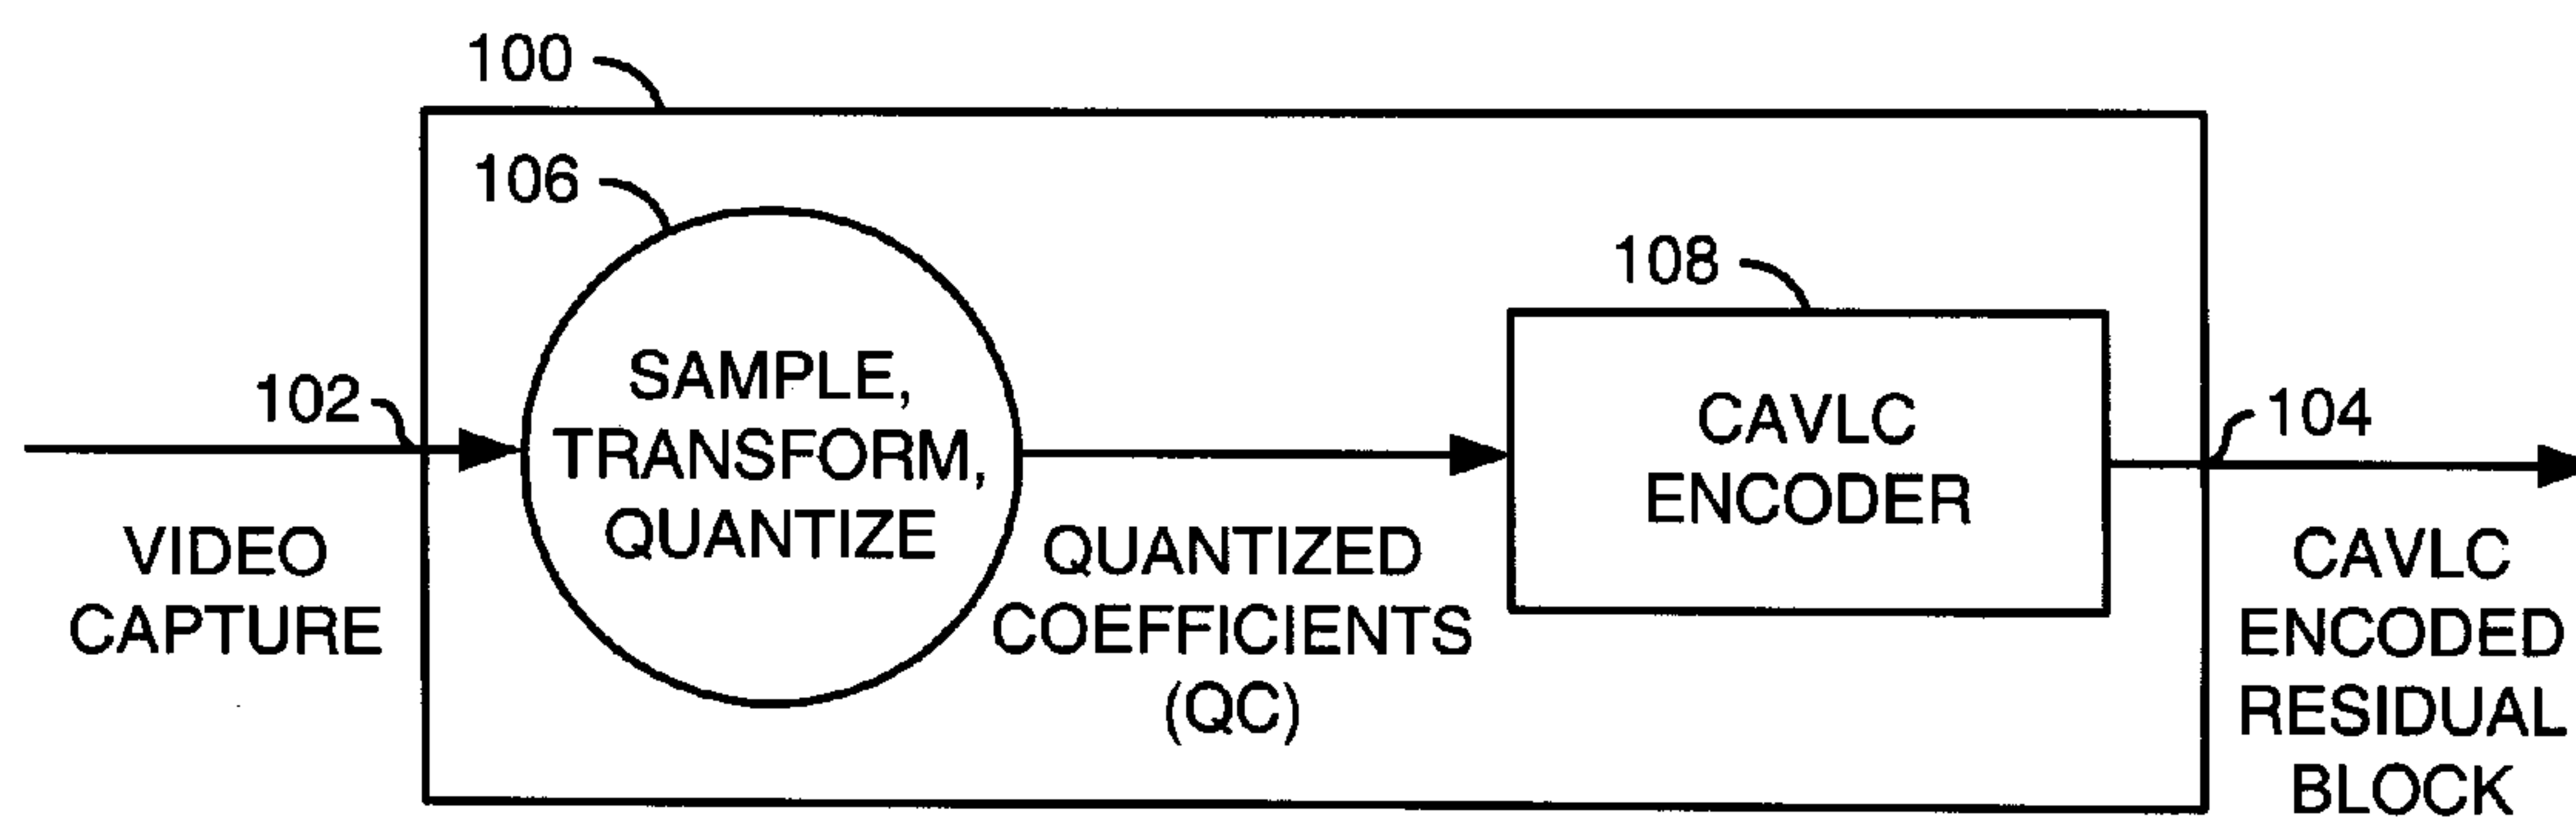 100
106
108
102
104
SAMPLE,
TRANSFORM,
QUANTIZE
CAVLC
ENCODER
VIDEO
CAPTURE
QUANTIZED
COEFFICIENTS
(QC)
CAVLC
ENCODED
RESIDUAL
BLOCK